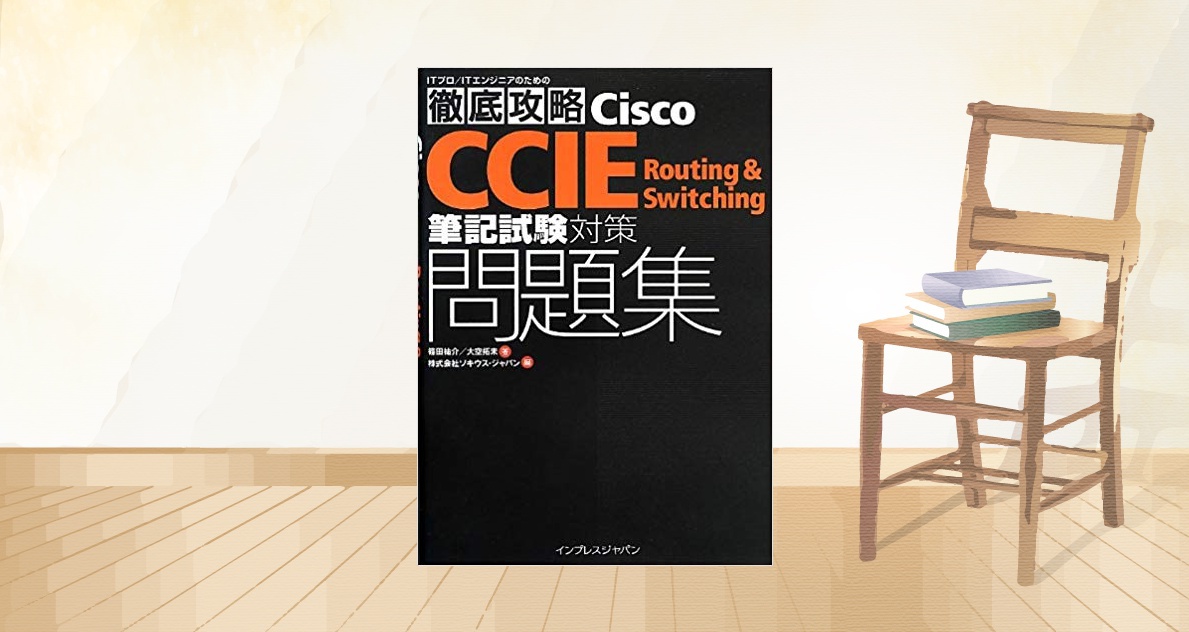 ITプロ/ITエンジニアのための
徹底攻略 Cisco
CCIE Routing &
Switching
筆記試験対策
問題集
篠田祐介/大空拓未 著
株式会社ソキウス・ジャパン 編
インプレスジャパン